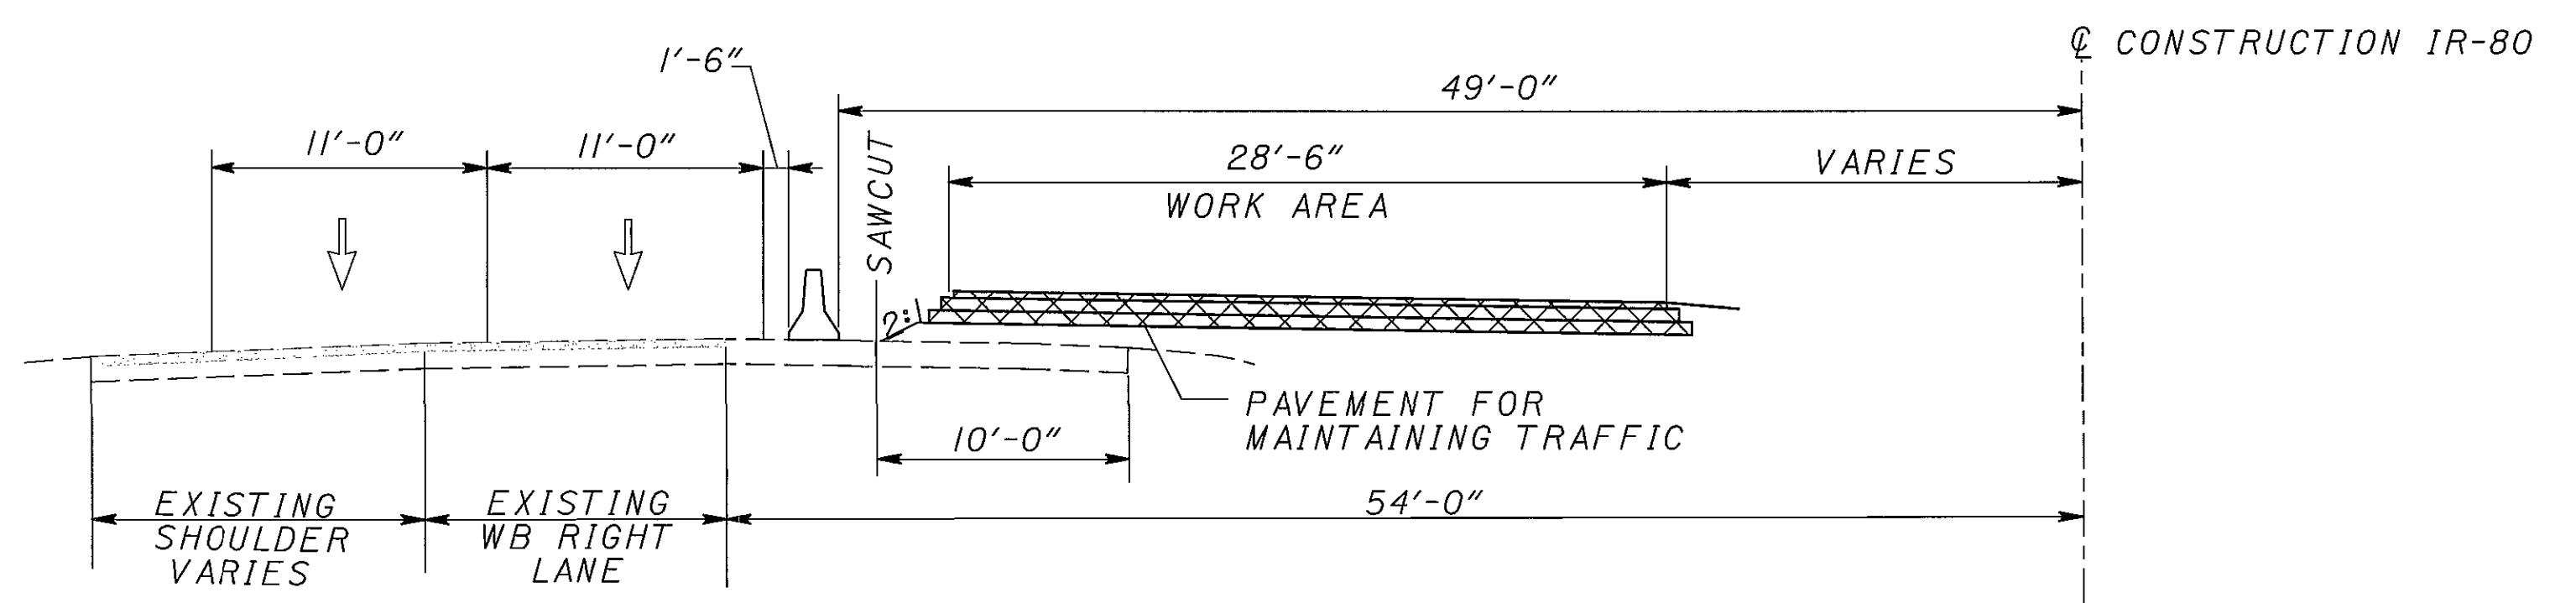 ℄ CONSTRUCTION IR-80
1'-6"
49'-0"
11'-0"
11'-0"
28'-6"
WORK AREA
VARIES
SAWCUT
2:1
PAVEMENT FOR
MAINTAINING TRAFFIC
10'-0"
EXISTING
SHOULDER
VARIES
EXISTING
WB RIGHT
LANE
54'-0"